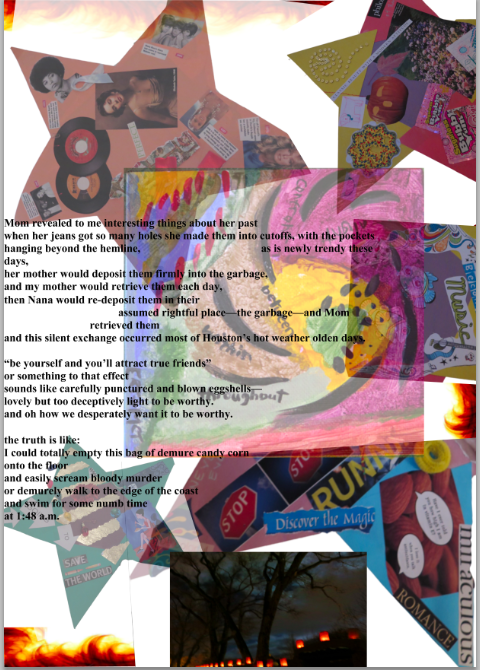 Mom revealed to me interesting things about her past
when her jeans got so many holes she made them into cutoffs, with the pockets
hanging beyond the hemline, as is newly trendy these
days,
her mother would deposit them firmly into the garbage,
and my mother would retrieve them each day,
then Nana would re-deposit them in their
assumed rightful place—the garbage—and Mom
retrieved them
and this silent exchange occurred most of Houston's hot weather olden days.
“be yourself and you’ll attract true friends”
or something to that effect
sounds like carefully punctured and blown eggshells—
lovely but too deceptively light to be worthy.
and oh how we desperately want it to be worthy.
the truth is like:
I could totally empty this bag of demure candy corn
onto the floor
and easily scream bloody murder
or demurely walk to the edge of the coast
and swim for some numb time
at 1:48 a.m.
Music
throughout
STOP
STOP
RUNN
Discover the Magic
SAVE
THE WORLD
ROMANCE
miraculous